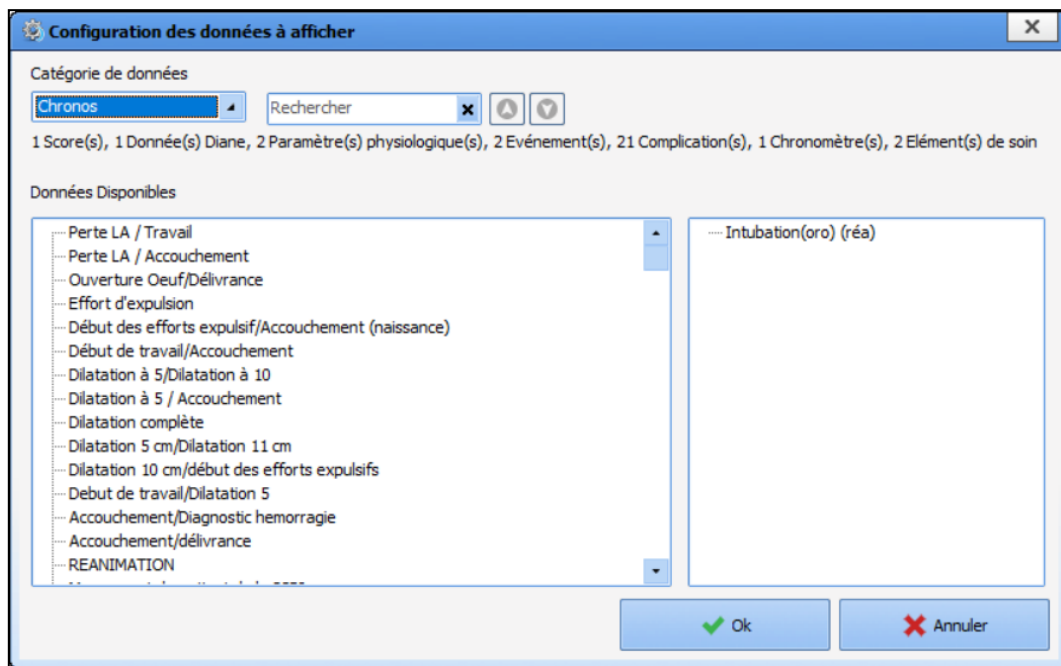 Configuration des données à afficher
Catégorie de données
Chronos
Rechercher
1 Score(s), 1 Donnée(s) Diane, 2 Paramètre(s) physiologique(s), 2 Evénement(s), 21 Complication(s), 1 Chronomètre(s), 2 Elément(s) de soin
Données Disponibles
Perte LA / Travail
Perte LA / Accouchement
Ouverture Oeuf/Délivrance
Effort d'expulsion
Début des efforts expulsif/Accouchement (naissance)
Début de travail/Accouchement
Dilatation à 5/Dilatation à 10
Dilatation à 5 / Accouchement
Dilatation complète
Dilatation 5 cm/Dilatation 11 cm
Dilatation 10 cm/début des efforts expulsifs
Debut de travail/Dilatation 5
Accouchement/Diagnostic hemorragie
Accouchement/délivrance
REANIMATION
Intubation(oro) (réa)
Ok
Annuler